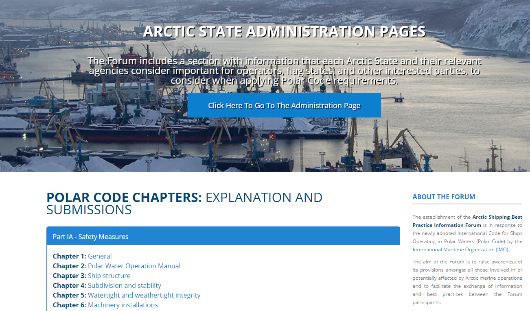 ARCTIC STATE ADMINISTRATION PAGES
The Forum includes a section with information that each Arctic State and their relevant
agencies consider important for operators, flag states, and other interested parties, to
consider when applying Polar Code requirements.
Click Here To Go To The Administration Page
POLAR CODE CHAPTERS: EXPLANATION AND
SUBMISSIONS
Part IA - Safety Measures
Chapter 1: General
Chapter 2: Polar Water Operation Manual
Chapter 3: Ship structure
Chapter 4: Subdivision and stability
Chapter 5: Watertight and weathertight integrity
Chapter 6: Machinery installations
ABOUT THE FORUM
The establishment of the Arctic Shipping Best
Practice Information Forum is in response to
the newly adopted International Code for Ships
Operating in Polar Waters (Polar Code) by the
International Maritime Organization (IMO).
The aim of the Forum is to raise awareness of
its provisions amongst all those involved in or
potentially affected by Arctic marine operations
and to facilitate the exchange of information
and best practices between the Forum
participants.